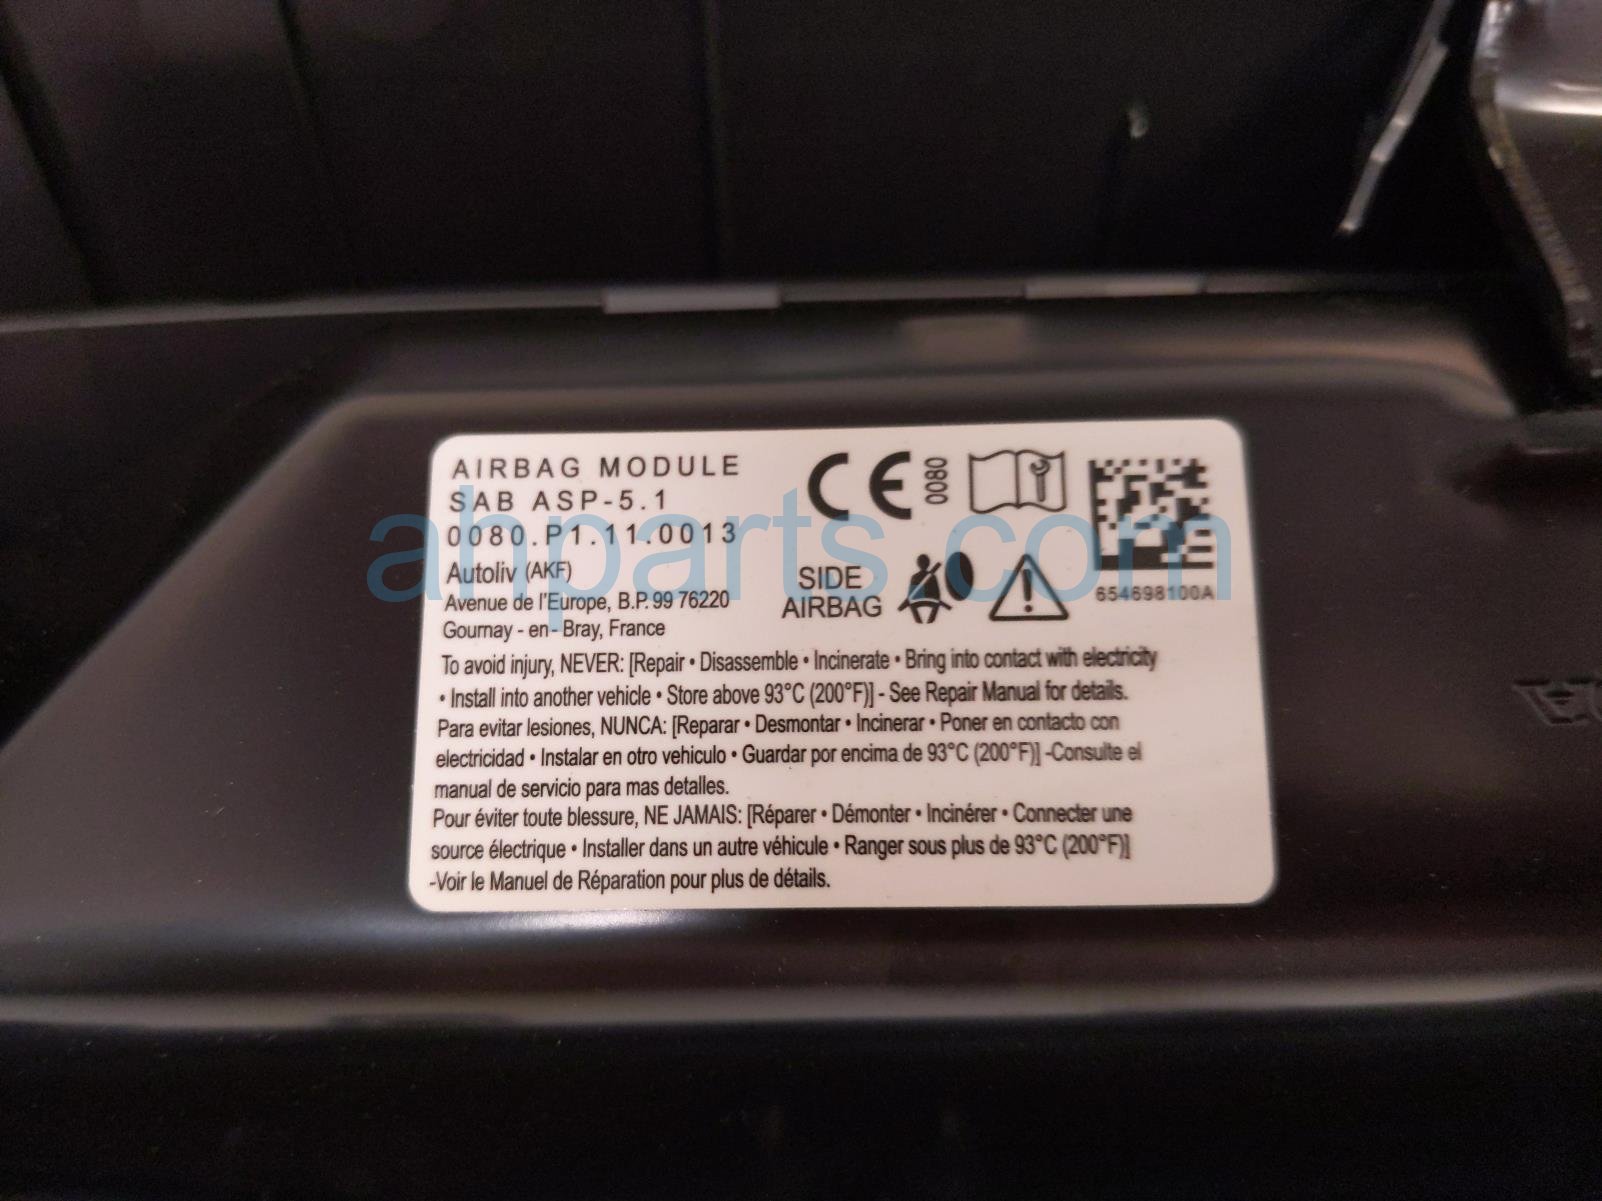 AIRBAG MODULE
SAB ASP-5.1
0080.P1.11.0013
Autoliv (AKF)
Avenue de l'Europe, B.P. 99 76220
Gournay - en - Bray, France
CE 0080
SIDE
AIRBAG
654698100A
To avoid injury, NEVER: [Repair • Disassemble • Incinerate • Bring into contact with electricity
• Install into another vehicle • Store above 93°C (200°F)] - See Repair Manual for details.
Para evitar lesiones, NUNCA: [Reparar • Desmontar • Incinerar • Poner en contacto con
electricidad • Instalar en otro vehiculo • Guardar por encima de 93°C (200°F)] -Consulte el
manual de servicio para mas detalles.
Pour éviter toute blessure, NE JAMAIS: [Réparer • Démonter • Incinérer • Connecter une
source électrique • Installer dans un autre véhicule • Ranger sous plus de 93°C (200°F)]
-Voir le Manuel de Réparation pour plus de détails.
ahparts.com